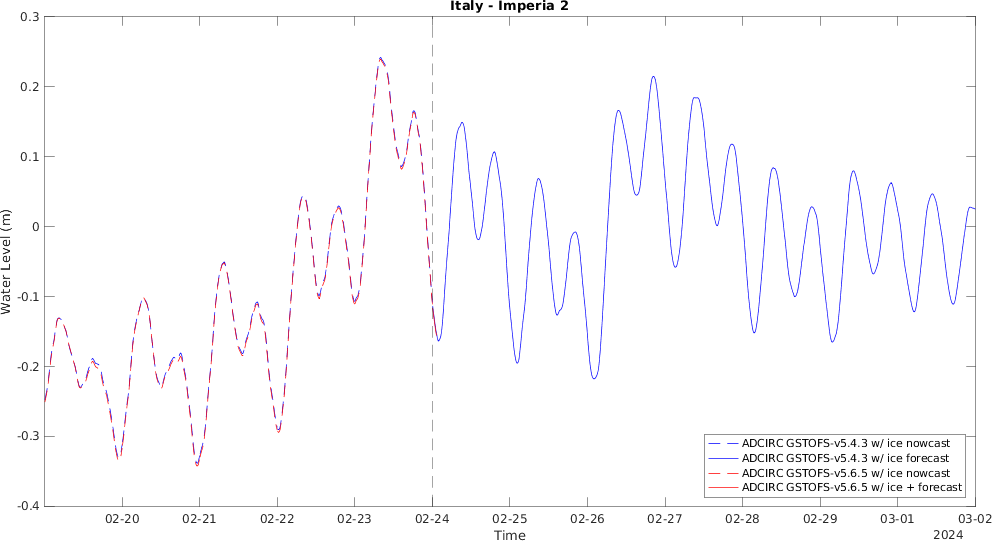 Italy - Imperia 2
Water Level (m)
0.3
0.2
0.1
0
-0.1
-0.2
-0.3
-0.4
02-20 02-21 02-22 02-23 02-24 02-25 02-26 02-27 02-28 02-29 03-01 03-02
Time
2024
ADCIRC GSTOFS-v5.4.3 w/ ice nowcast
ADCIRC GSTOFS-v5.4.3 w/ ice forecast
ADCIRC GSTOFS-v5.6.5 w/ ice nowcast
ADCIRC GSTOFS-v5.6.5 w/ ice + forecast